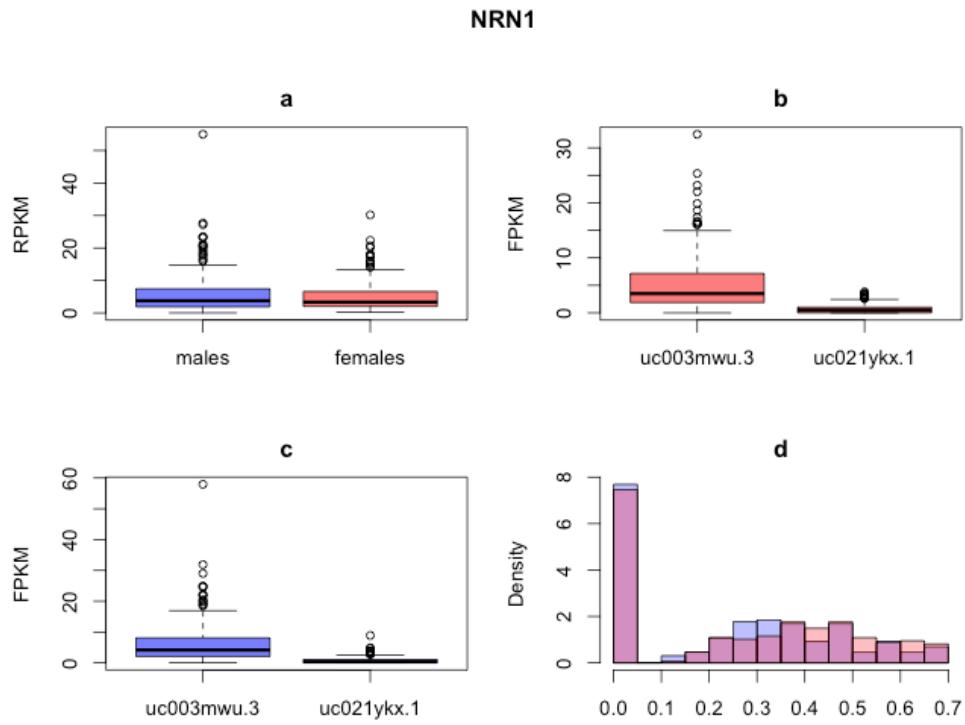 NRN1
a
RPKM
0 20 40
males females
b
FPKM
0 10 20 30
uc003mwu.3 uc021ykx.1
c
FPKM
0 20 40 60
uc003mwu.3 uc021ykx.1
d
Density
0 2 4 6 8
0.0 0.1 0.2 0.3 0.4 0.5 0.6 0.7